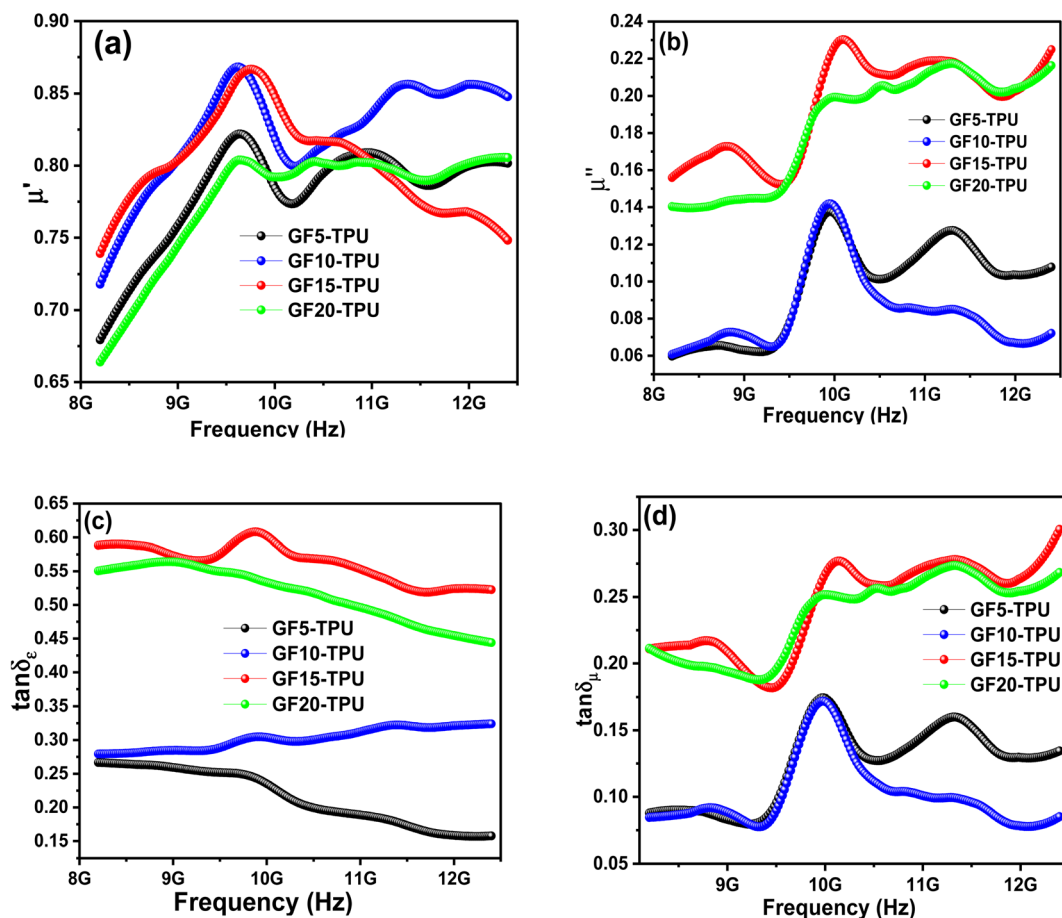 (a)
0.90
0.85
0.80
0.75
0.70
0.65
μ'
GF5-TPU
GF10-TPU
GF15-TPU
GF20-TPU
8G 9G 10G 11G 12G
Frequency (Hz)
(b)
0.24
0.22
0.20
0.18
0.16
0.14
0.12
0.10
0.08
0.06
μ''
GF5-TPU
GF10-TPU
GF15-TPU
GF20-TPU
8G 9G 10G 11G 12G
Frequency (Hz)
(c)
0.65
0.60
0.55
0.50
0.45
0.40
0.35
0.30
0.25
0.20
0.15
tanδε
GF5-TPU
GF10-TPU
GF15-TPU
GF20-TPU
8G 9G 10G 11G 12G
Frequency (Hz)
(d)
0.30
0.25
0.20
0.15
0.10
0.05
tanδμ
GF5-TPU
GF10-TPU
GF15-TPU
GF20-TPU
9G 10G 11G 12G
Frequency (Hz)